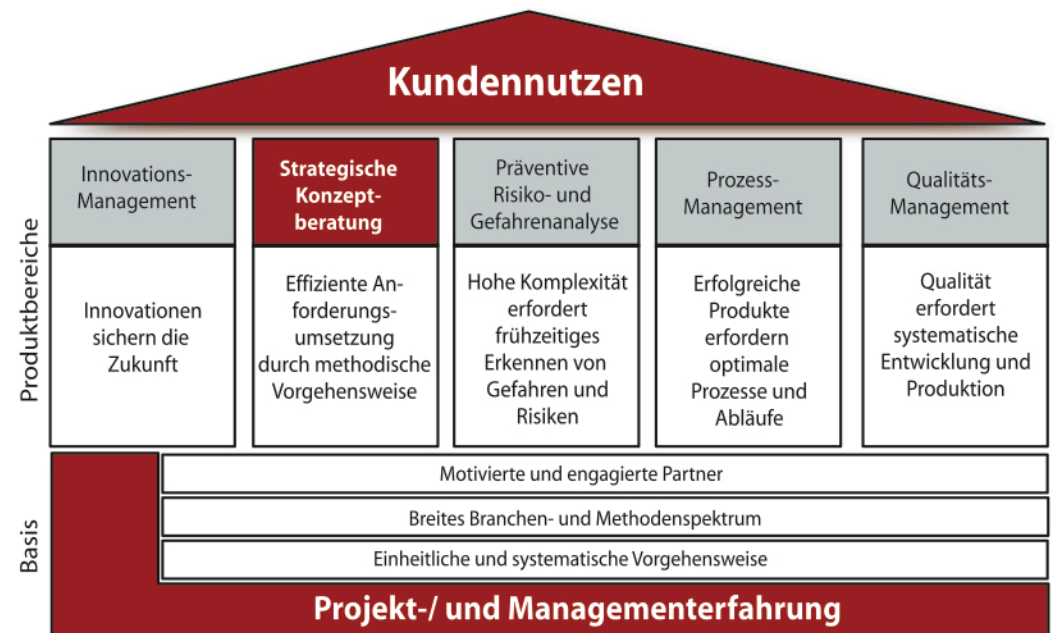 Kundennutzen
Produktbereiche
Innovations-
Management
Innovationen
sichern die
Zukunft
Strategische
Konzept-
beratung
Effiziente An-
forderungs-
umsetzung
durch methodische
Vorgehensweise
Präventive
Risiko- und
Gefahrenanalyse
Hohe Komplexität
erfordert
frühzeitiges
Erkennen von
Gefahren und
Risiken
Prozess-
Management
Erfolgreiche
Produkte
erfordern
optimale
Prozesse und
Abläufe
Qualitäts-
Management
Qualität
erfordert
systematische
Entwicklung und
Produktion
Basis
Motivierte und engagierte Partner
Breites Branchen- und Methodenspektrum
Einheitliche und systematische Vorgehensweise
Projekt-/ und Managementerfahrung